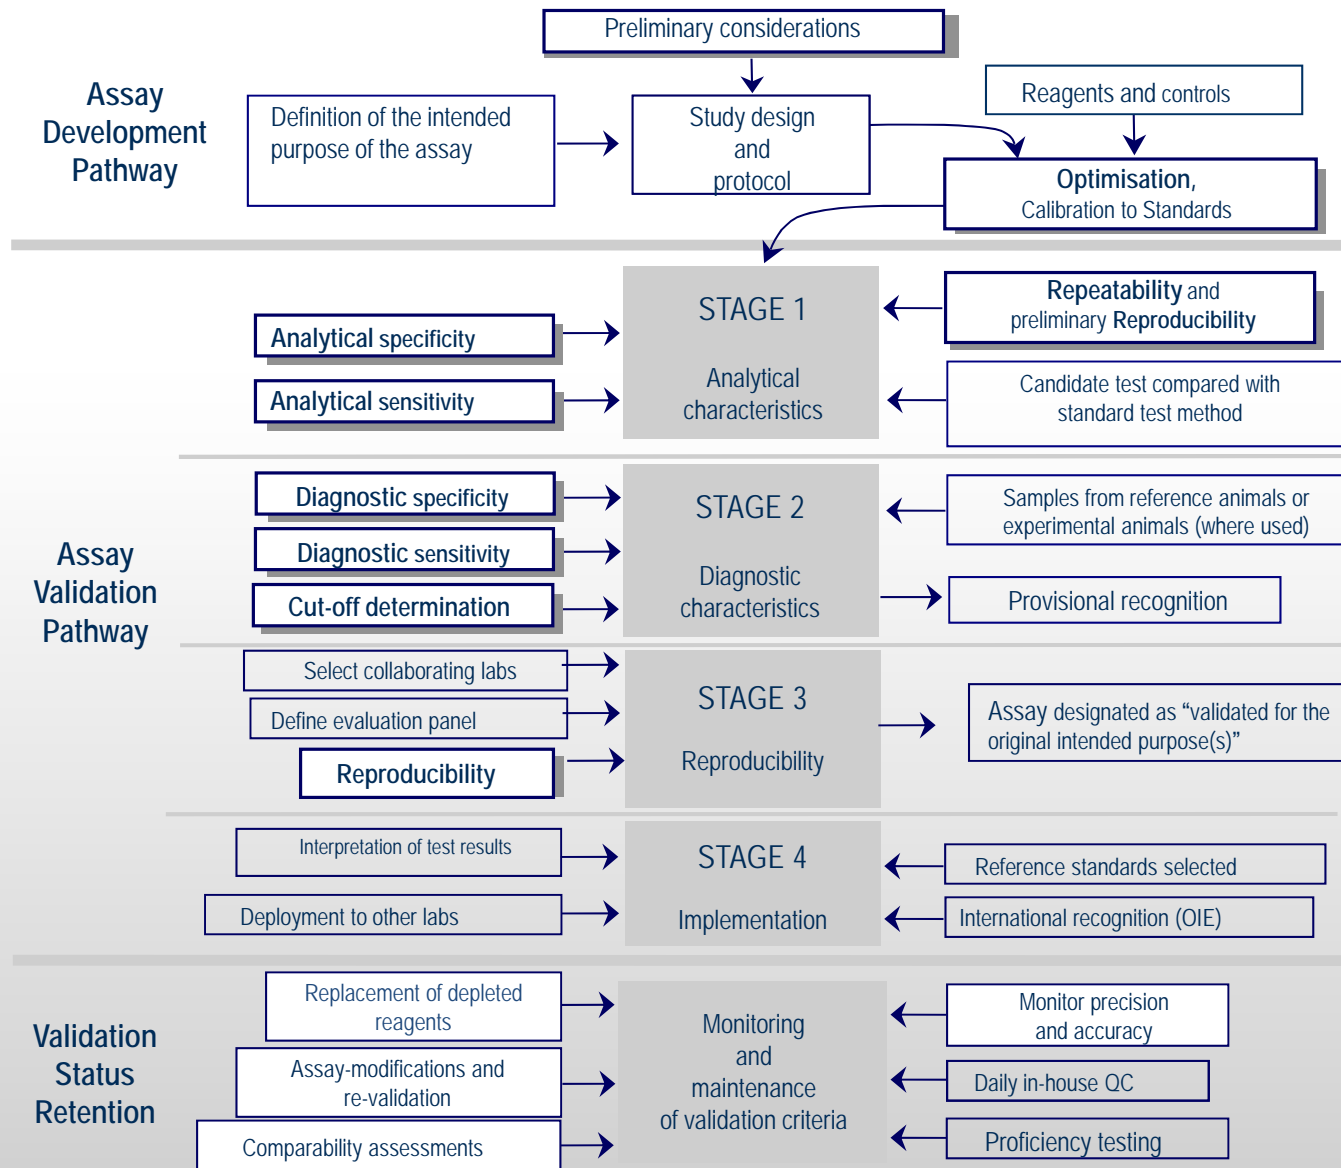 Preliminary considerations
Assay
Development
Pathway
Definition of the intended
purpose of the assay
Study design
and
protocol
Reagents and controls
Optimisation,
Calibration to Standards
Assay
Validation
Pathway
Analytical specificity
Analytical sensitivity
STAGE 1
Analytical
characteristics
Repeatability and
preliminary Reproducibility
Candidate test compared with
standard test method
Diagnostic specificity
Diagnostic sensitivity
Cut-off determination
STAGE 2
Diagnostic
characteristics
Samples from reference animals or
experimental animals (where used)
Provisional recognition
Select collaborating labs
Define evaluation panel
Reproducibility
STAGE 3
Reproducibility
Assay designated as “validated for the
original intended purpose(s)”
Interpretation of test results
Deployment to other labs
STAGE 4
Implementation
Reference standards selected
International recognition (OIE)
Validation
Status
Retention
Replacement of depleted
reagents
Assay-modifications and
re-validation
Comparability assessments
Monitoring
and
maintenance
of validation criteria
Monitor precision
and accuracy
Daily in-house QC
Proficiency testing